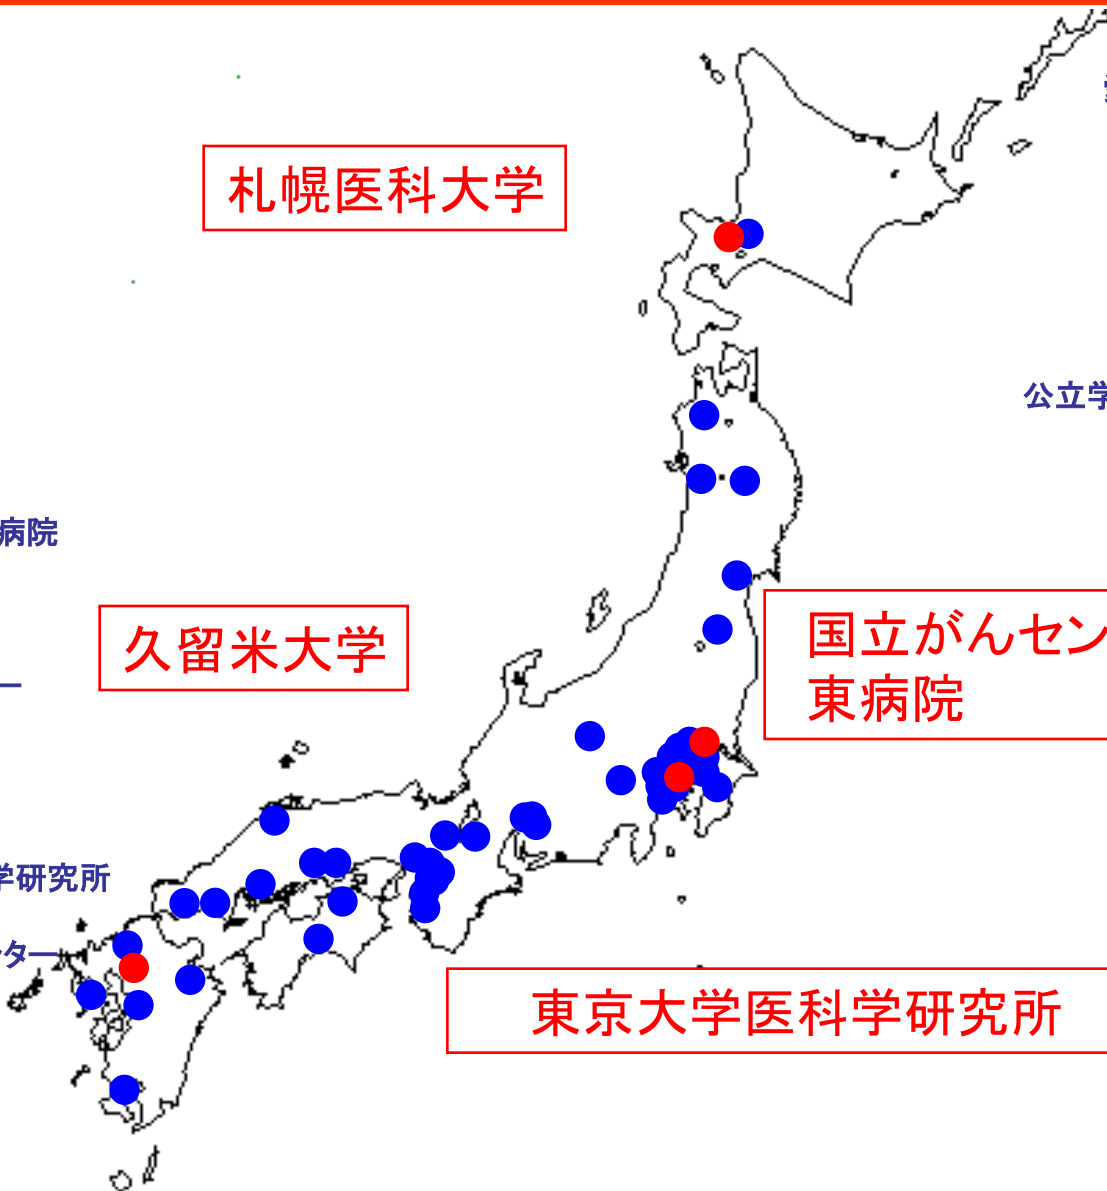 札幌医科大学
公立学
病院
久留米大学
国立がんセン
東病院
ー
学研究所
ター
東京大学医科学研究所